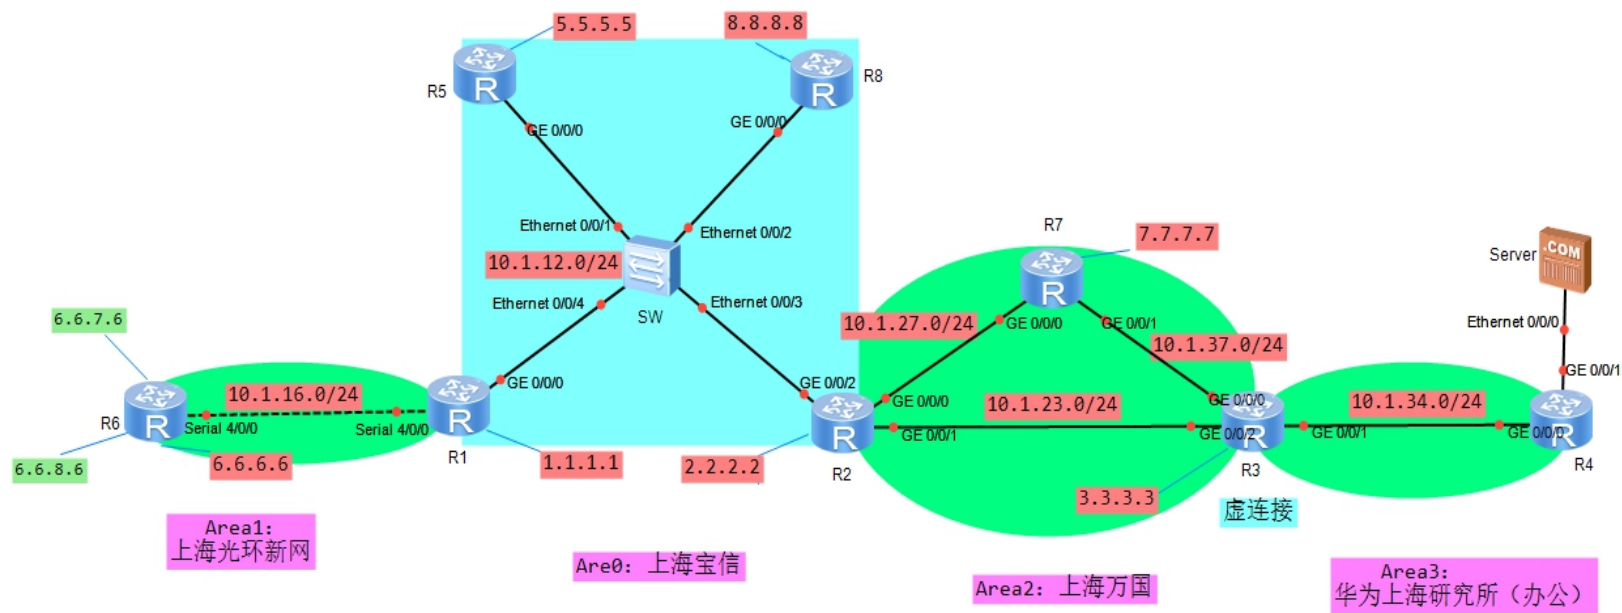 5.5.5.5
8.8.8.8
R5
R8
GE 0/0/0
GE 0/0/0
Ethernet 0/0/1
Ethernet 0/0/2
10.1.12.0/24
Ethernet 0/0/4
Ethernet 0/0/3
SW
R7
7.7.7.7
Server
.COM
Ethernet 0/0/0
GE 0/0/1
6.6.7.6
10.1.27.0/24
GE 0/0/0
GE 0/0/1
10.1.37.0/24
GE 0/0/0
GE 0/0/2
10.1.16.0/24
R6
Serial 4/0/0
Serial 4/0/0
GE 0/0/0
10.1.23.0/24
GE 0/0/0
10.1.34.0/24
GE 0/0/1
GE 0/0/2
GE 0/0/1
GE 0/0/0
6.6.8.6
6.6.6.6
R1
1.1.1.1
2.2.2.2
R2
R3
R4
3.3.3.3
虚连接
Area1:
上海光环新网
Are0: 上海宝信
Area2: 上海万国
Area3:
华为上海研究所（办公）
R
R
R
R
R
R
R
R